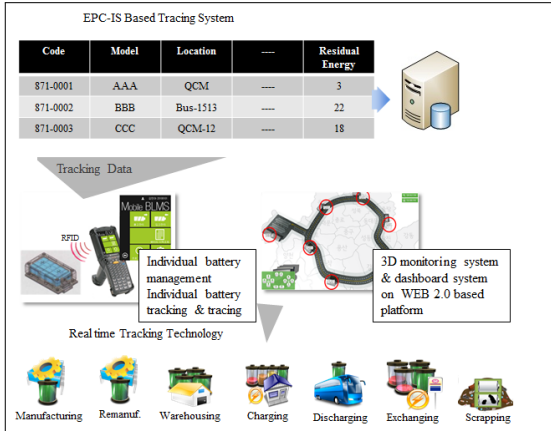 EPC-IS Based Tracing System
Code Model Location ---- Residual Energy
871-0001 AAA QCM ---- 3
871-0002 BBB Bus-1513 ---- 22
871-0003 CCC QCM-12 ---- 18
Tracking Data
Mobile BLMS
RFID
Individual battery
management
Individual battery
tracking & tracing
3D monitoring system
& dashboard system
on WEB 2.0 based
platform
Real time Tracking Technology
Manufacturing Remanuf. Warehousing Charging Discharging Exchanging Scrapping